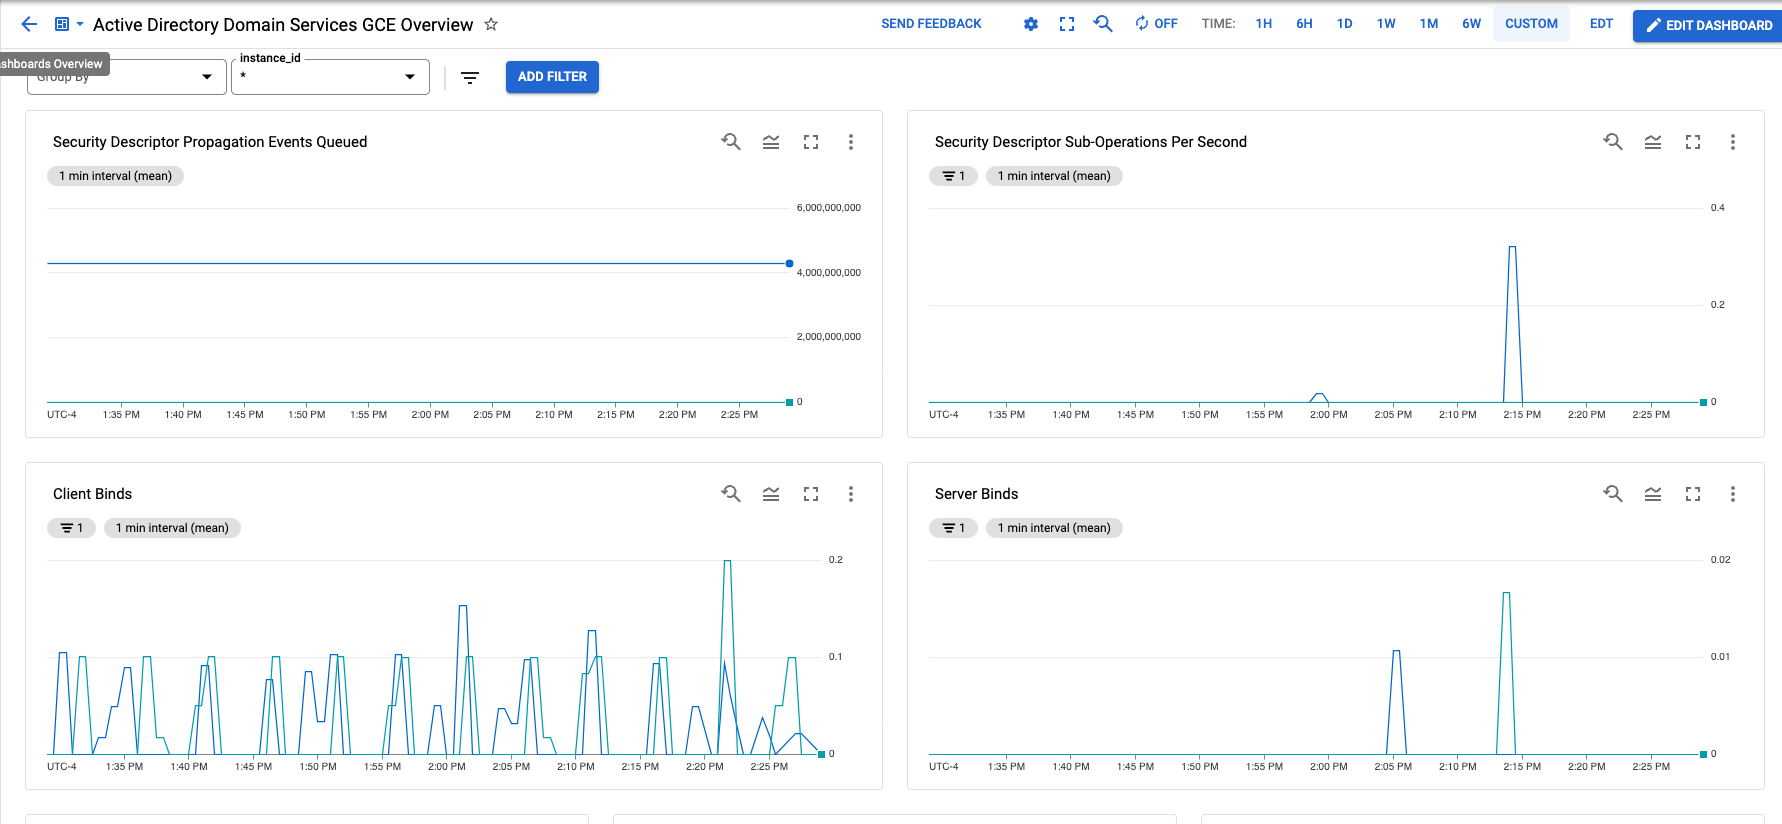 Active Directory Domain Services GCE Overview
SEND FEEDBACK
OFF
TIME:
1H
6H
1D
1W
1M
6W
CUSTOM
EDT
EDIT DASHBOARD
shboards Overview
Group By
instance_id
*
ADD FILTER
Security Descriptor Propagation Events Queued
1 min interval (mean)
6,000,000,000
4,000,000,000
2,000,000,000
0
UTC-4 1:35 PM 1:40 PM 1:45 PM 1:50 PM 1:55 PM 2:00 PM 2:05 PM 2:10 PM 2:15 PM 2:20 PM 2:25 PM
Security Descriptor Sub-Operations Per Second
1
1 min interval (mean)
0.4
0.2
0
UTC-4 1:35 PM 1:40 PM 1:45 PM 1:50 PM 1:55 PM 2:00 PM 2:05 PM 2:10 PM 2:15 PM 2:20 PM 2:25 PM
Client Binds
1
1 min interval (mean)
0.2
0.1
0
UTC-4 1:35 PM 1:40 PM 1:45 PM 1:50 PM 1:55 PM 2:00 PM 2:05 PM 2:10 PM 2:15 PM 2:20 PM 2:25 PM
Server Binds
1
1 min interval (mean)
0.02
0.01
0
UTC-4 1:35 PM 1:40 PM 1:45 PM 1:50 PM 1:55 PM 2:00 PM 2:05 PM 2:10 PM 2:15 PM 2:20 PM 2:25 PM